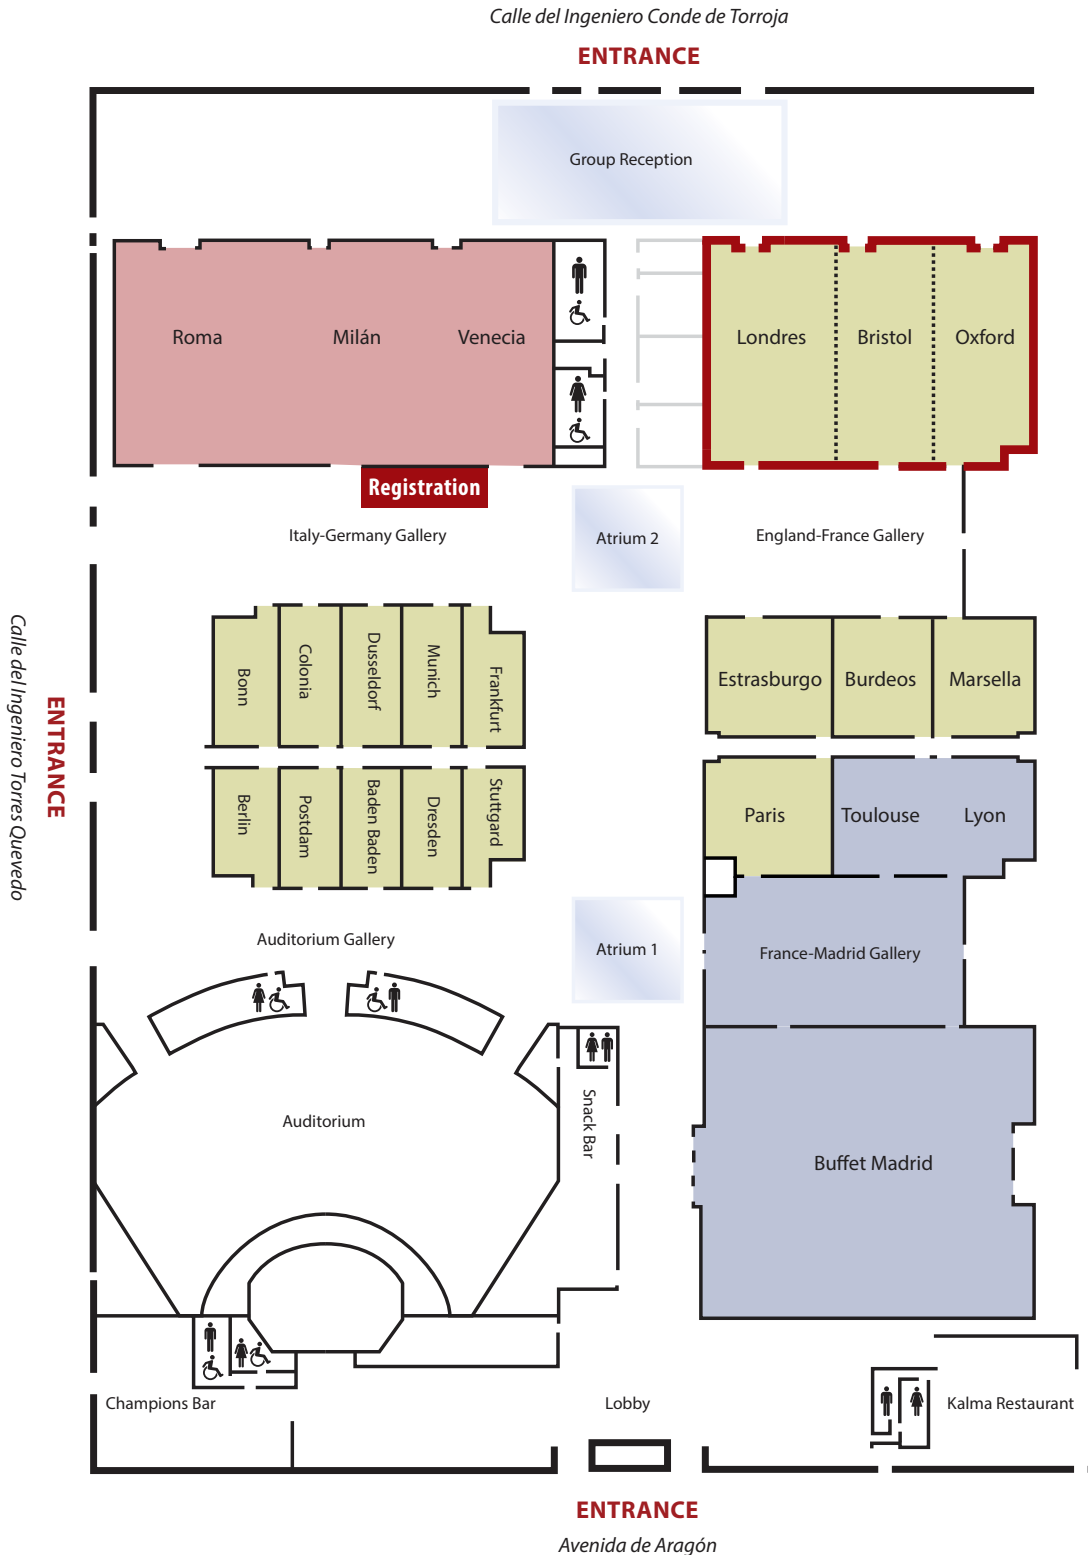 Calle del Ingeniero Conde de Torroja
ENTRANCE
Group Reception
Roma
Milán
Venecia
Londres
Bristol
Oxford
Registration
Italy-Germany Gallery
Atrium 2
England-France Gallery
Bonn
Colonia
Dusseldorf
Munich
Frankfurt
Estrasburgo
Burdeos
Marsella
Calle del Ingeniero Torres Quevedo
ENTRANCE
Berlin
Postdam
Baden Baden
Dresden
Stuttgard
Paris
Toulouse
Lyon
Auditorium Gallery
Atrium 1
France-Madrid Gallery
Auditorium
Snack Bar
Buffet Madrid
Champions Bar
Lobby
Kalma Restaurant
ENTRANCE
Avenida de Aragón